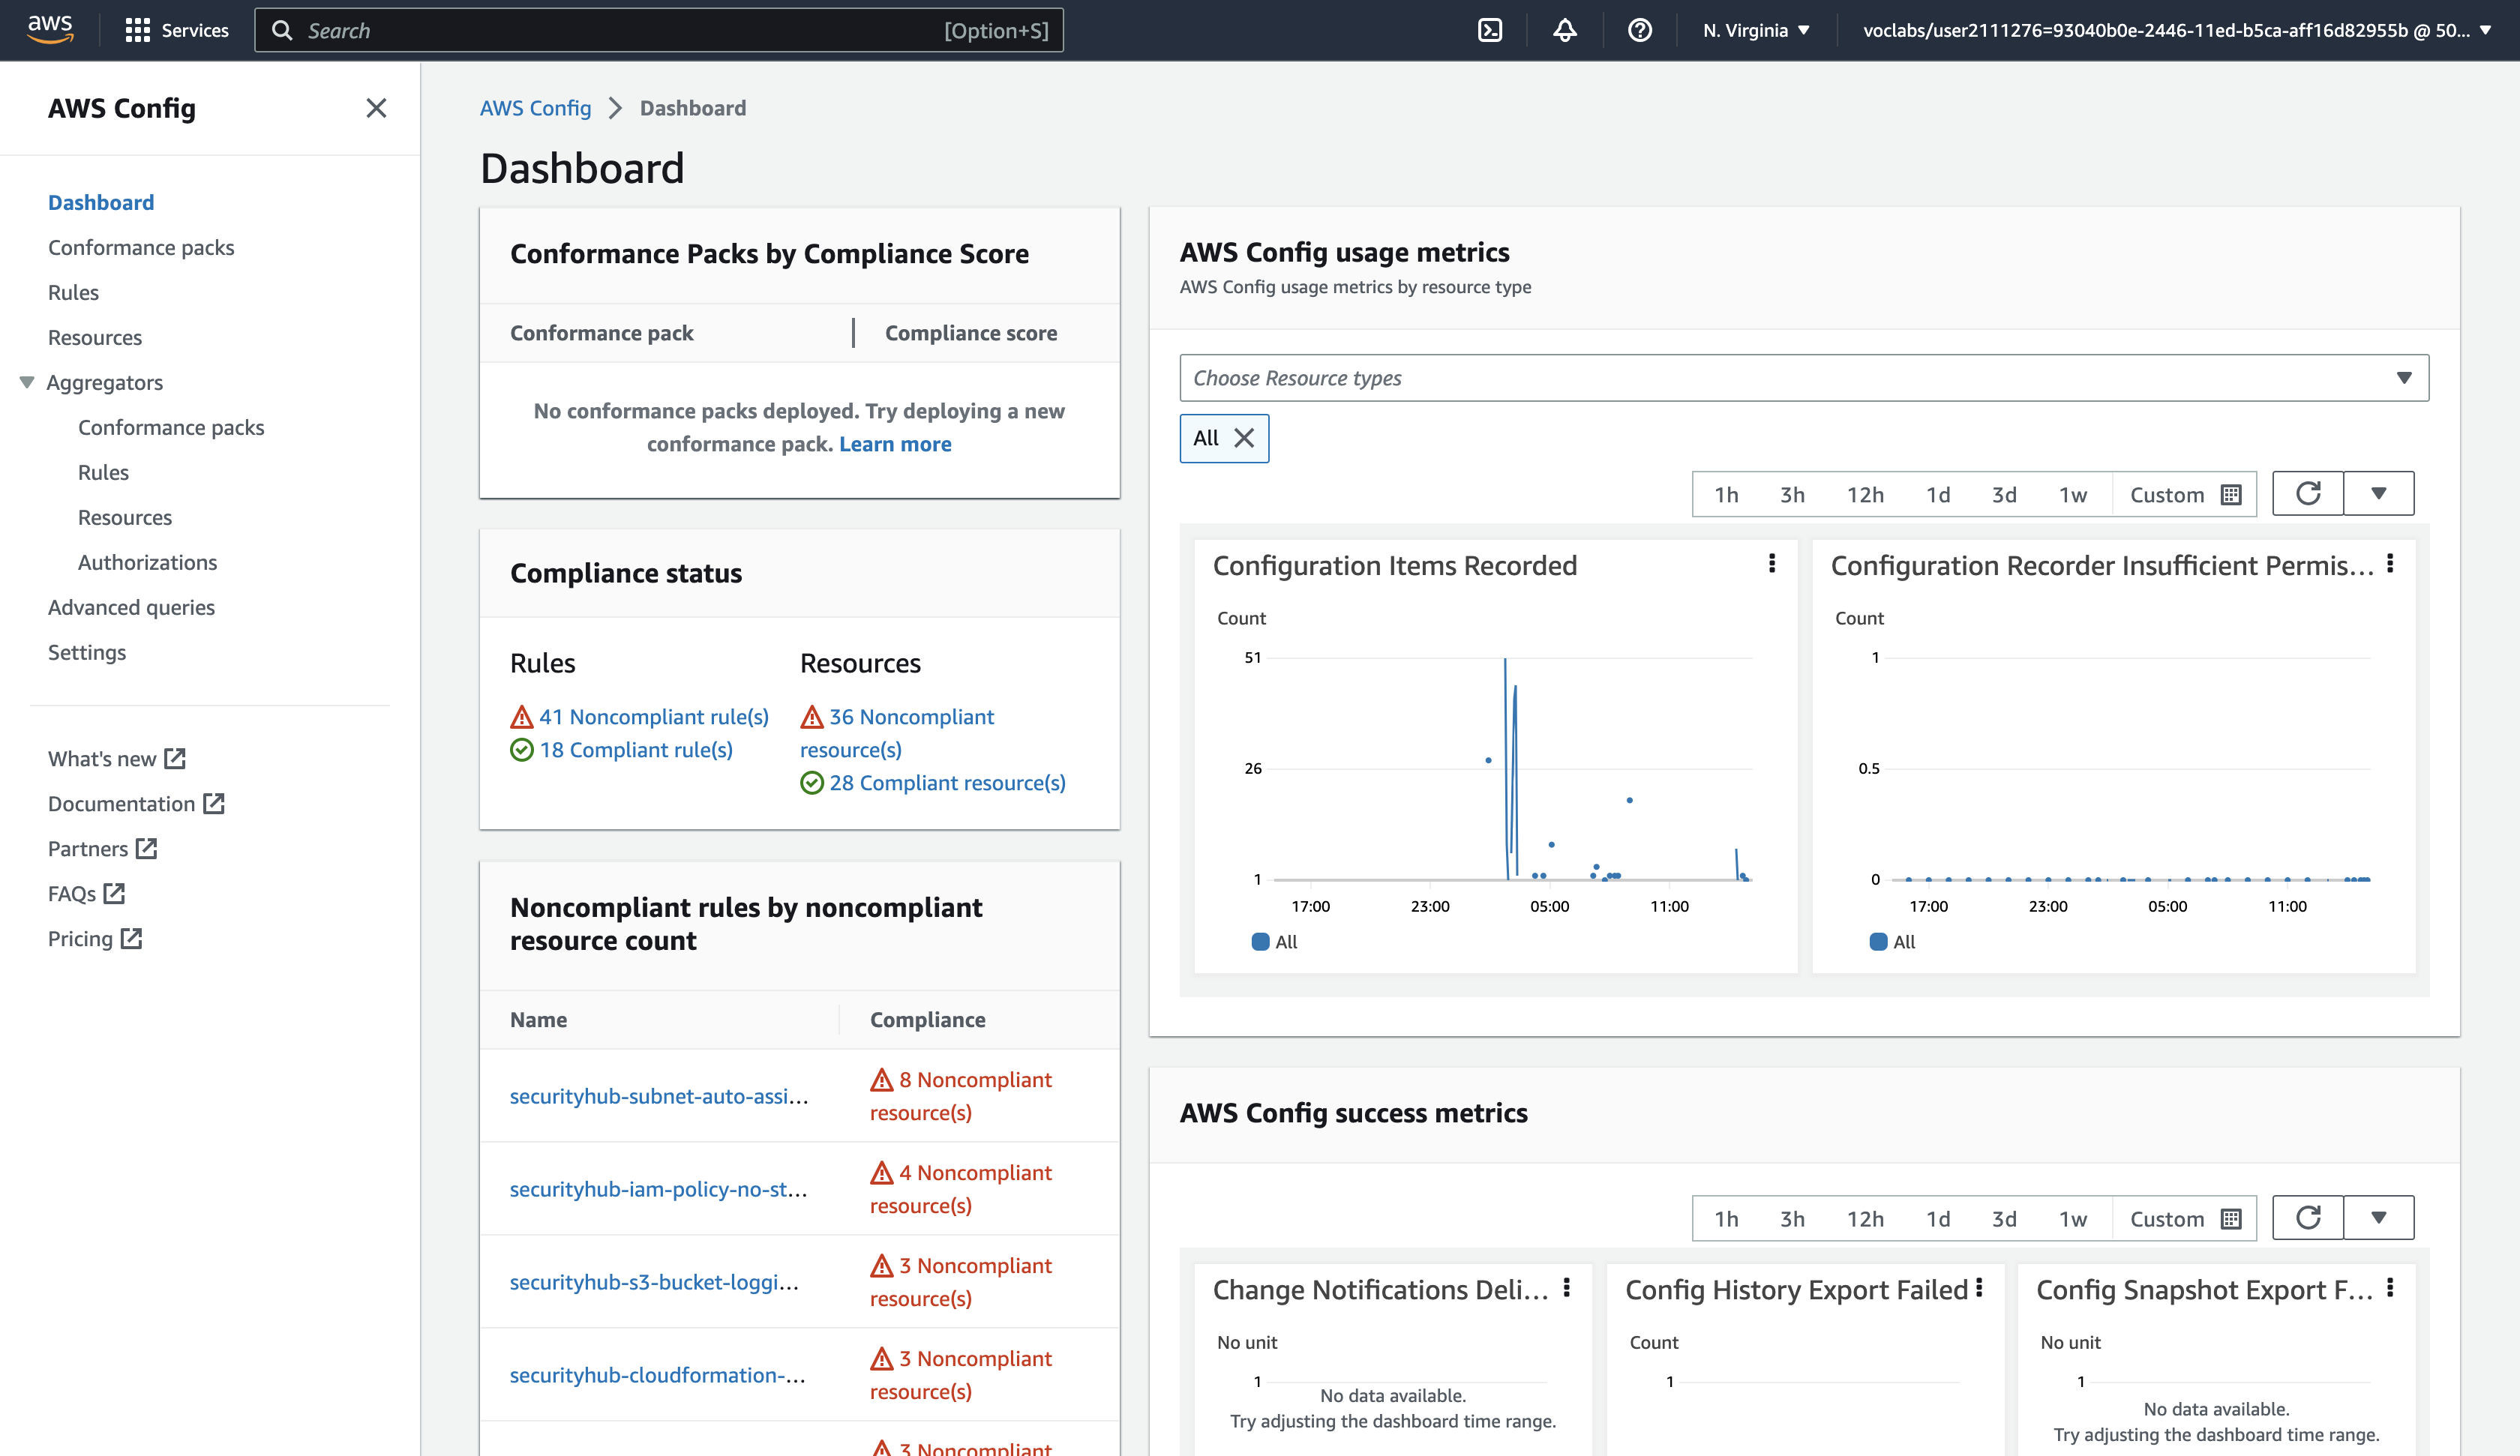 aws
Services
Search
[Option+S]
N. Virginia
voclabs/user2111276=93040b0e-2446-11ed-b5ca-aff16d82955b @ 50...
AWS Config
Dashboard
Conformance packs
Rules
Resources
Aggregators
Conformance packs
Rules
Resources
Authorizations
Advanced queries
Settings
What's new
Documentation
Partners
FAQs
Pricing
AWS Config > Dashboard
Dashboard
Conformance Packs by Compliance Score
Conformance pack
Compliance score
No conformance packs deployed. Try deploying a new
conformance pack. Learn more
Compliance status
Rules
41 Noncompliant rule(s)
18 Compliant rule(s)
Resources
36 Noncompliant
resource(s)
28 Compliant resource(s)
Noncompliant rules by noncompliant
resource count
Name
Compliance
securityhub-subnet-auto-assi...
8 Noncompliant
resource(s)
securityhub-iam-policy-no-st...
4 Noncompliant
resource(s)
securityhub-s3-bucket-loggi...
3 Noncompliant
resource(s)
securityhub-cloudformation-...
3 Noncompliant
resource(s)
3 Noncompliant
AWS Config usage metrics
AWS Config usage metrics by resource type
Choose Resource types
All
1h 3h 12h 1d 3d 1w Custom
Configuration Items Recorded
Count
51
26
1
17:00 23:00 05:00 11:00
All
Configuration Recorder Insufficient Permis...
Count
1
0.5
0
17:00 23:00 05:00 11:00
All
AWS Config success metrics
1h 3h 12h 1d 3d 1w Custom
Change Notifications Deli...
No unit
1
No data available.
Try adjusting the dashboard time range.
Config History Export Failed
Count
1
Config Snapshot Export F...
No unit
1
No data available.
Try adjusting the dashboard time range.